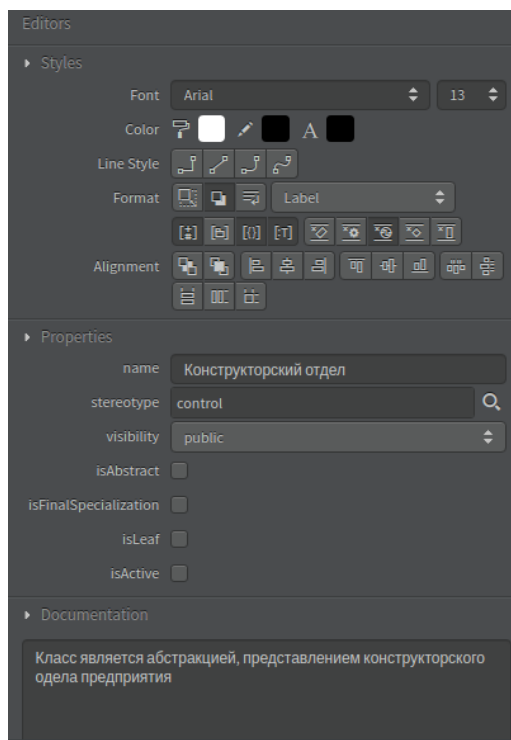 Editors
Styles
Font Arial 13
Color A
Line Style
Format Label
Alignment
Properties
name Конструкторский отдел
stereotype control
visibility public
isAbstract
isFinalSpecialization
isLeaf
isActive
Documentation
Класс является абстракцией, представлением конструкторского
одела предприятия